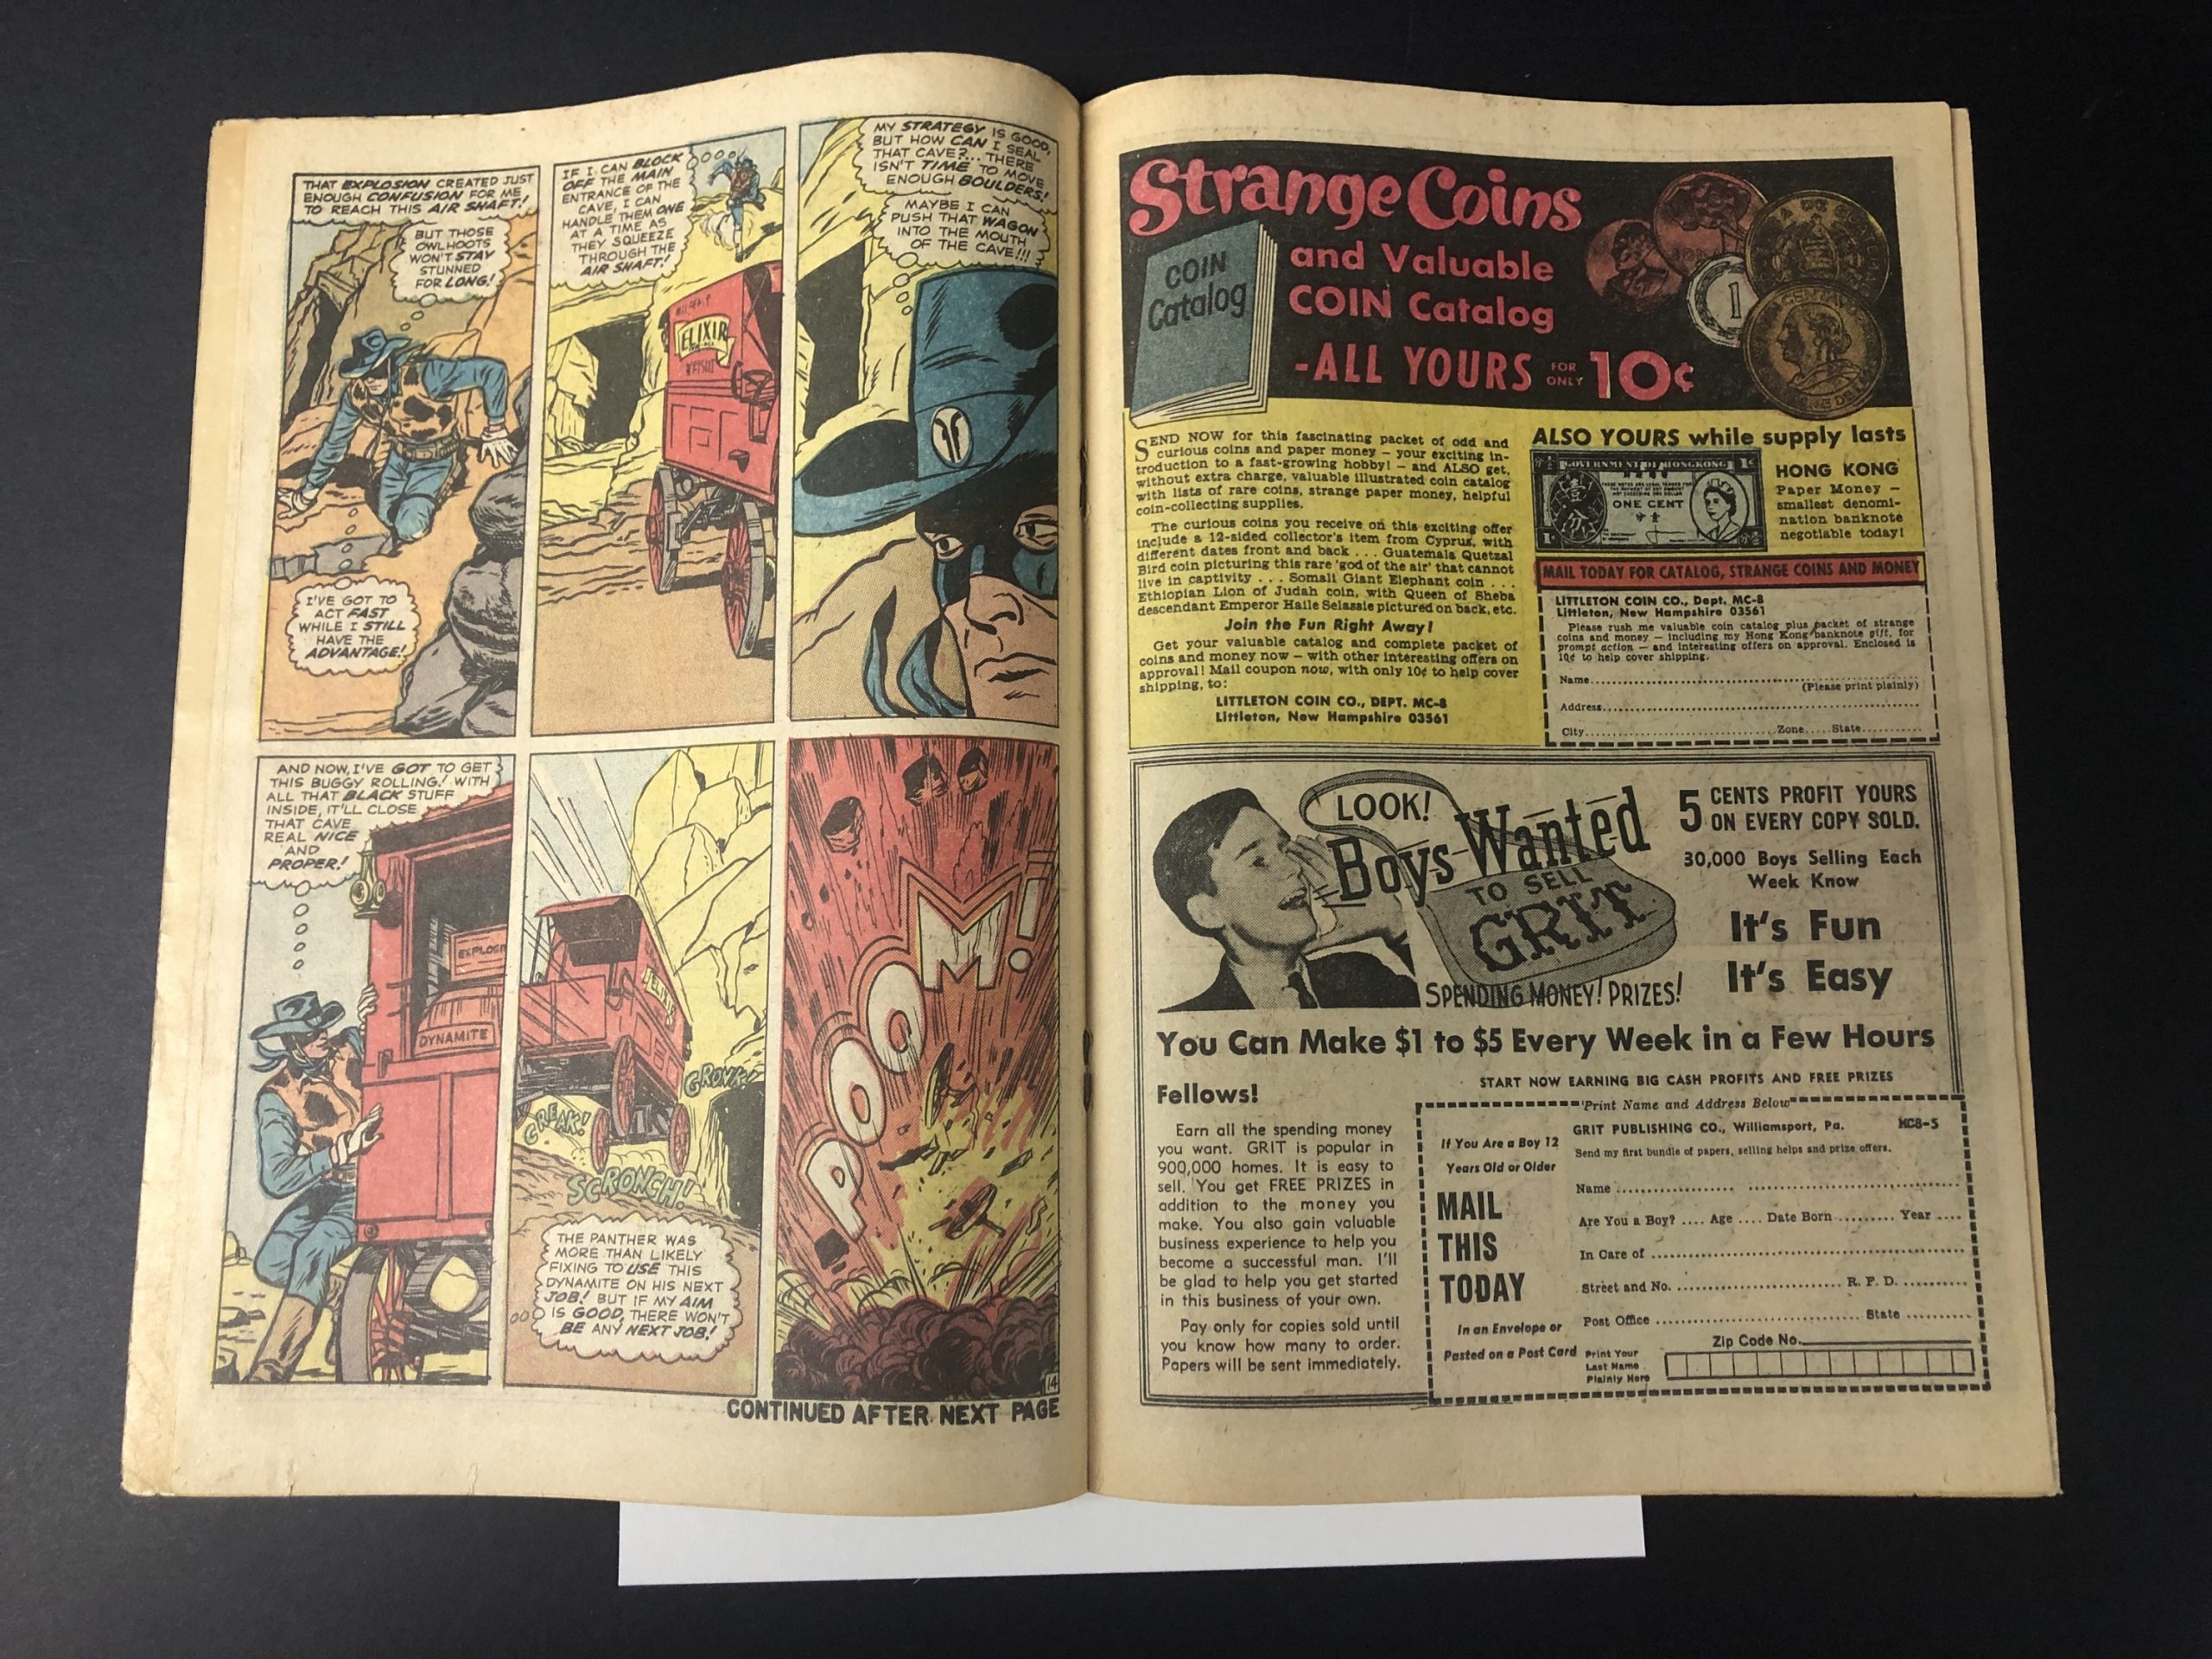 THAT EXPLOSION CREATED JUST
ENOUGH CONFUSION FOR ME
TO REACH THIS AIR SHAFT!
BUT THOSE
OWLHOOTS
WON'T STAY
STUNNED
FOR LONG!
I'VE GOT TO
ACT FAST
WHILE I STILL
HAVE THE
ADVANTAGE!
IF I CAN BLOCK
OFF THE MAIN
ENTRANCE OF THE
CAVE, I CAN
HANDLE THEM ONE
AT A TIME AS
THEY SQUEEZE
THROUGH THE
AIR SHAFT!
ELIXIR
MY STRATEGY IS GOOD,
BUT HOW CAN I SEAL
THAT CAVE?...THERE
ISN'T TIME TO MOVE
ENOUGH BOULDERS!
MAYBE I CAN
PUSH THAT WAGON
INTO THE MOUTH
OF THE CAVE!!!
AND NOW, I'VE GOT TO GET
THIS BUGGY ROLLING! WITH
ALL THAT BLACK STUFF
INSIDE, IT'LL CLOSE
THAT CAVE
REAL NICE
AND
PROPER!
EXPLOSI
DYNAMITE
ELIXIR
GRONK!
CREAK!
SCRONCH!
THE PANTHER WAS
MORE THAN LIKELY
FIXING TO USE THIS
DYNAMITE ON HIS NEXT
JOB! BUT IF MY AIM
IS GOOD, THERE WON'T
BE ANY NEXT JOB!
POOM!
14
CONTINUED AFTER NEXT PAGE
Strange Coins
and Valuable
COIN Catalog
-ALL YOURS FOR ONLY 10¢
COIN
Catalog
1
SEND NOW for this fascinating packet of odd and
curious coins and paper money — your exciting in-
troduction to a fast-growing hobby! — and ALSO get,
without extra charge, valuable illustrated coin catalog
with lists of rare coins, strange paper money, helpful
coin-collecting supplies.
The curious coins you receive on this exciting offer
include a 12-sided collector's item from Cyprus, with
different dates front and back . . . Guatemala Quetzal
Bird coin picturing this rare 'god of the air' that cannot
live in captivity . . . Somali Giant Elephant coin . . .
Ethiopian Lion of Judah coin, with Queen of Sheba
descendant Emperor Haile Selassie pictured on back, etc.
Join the Fun Right Away!
Get your valuable catalog and complete packet of
coins and money now — with other interesting offers on
approval! Mail coupon now, with only 10¢ to help cover
shipping, to:
LITTLETON COIN CO., DEPT. MC-8
Littleton, New Hampshire 03561
ALSO YOURS while supply lasts
GOVERNMENT OF HONGKONG
ONE CENT
HONG KONG
Paper Money —
smallest denomi-
nation banknote
negotiable today!
MAIL TODAY FOR CATALOG, STRANGE COINS AND MONEY
LITTLETON COIN CO., Dept. MC-8
Littleton, New Hampshire 03561
Please rush me valuable coin catalog plus packet of strange
coins and money — including my Hong Kong banknote gift, for
prompt action — and interesting offers on approval. Enclosed is
10¢ to help cover shipping.
Name
(Please print plainly)
Address
City Zone State
LOOK!
Boys Wanted
TO SELL
GRIT
SPENDING MONEY! PRIZES!
5 CENTS PROFIT YOURS
ON EVERY COPY SOLD.
30,000 Boys Selling Each
Week Know
It's Fun
It's Easy
You Can Make $1 to $5 Every Week in a Few Hours
Fellows!
Earn all the spending money
you want. GRIT is popular in
900,000 homes. It is easy to
sell. You get FREE PRIZES in
addition to the money you
make. You also gain valuable
business experience to help you
become a successful man. I'll
be glad to help you get started
in this business of your own.
Pay only for copies sold until
you know how many to order.
Papers will be sent immediately.
START NOW EARNING BIG CASH PROFITS AND FREE PRIZES
Print Name and Address Below
If You Are a Boy 12
Years Old or Older
MAIL
THIS
TODAY
In an Envelope or
Pasted on a Post Card
GRIT PUBLISHING CO., Williamsport, Pa. MC8-5
Send my first bundle of papers, selling helps and prize offers.
Name
Are You a Boy? .... Age .... Date Born ......... Year ....
In Care of
Street and No. R. F. D.
Post Office State
Zip Code No.
Print Your
Last Name
Plainly Here